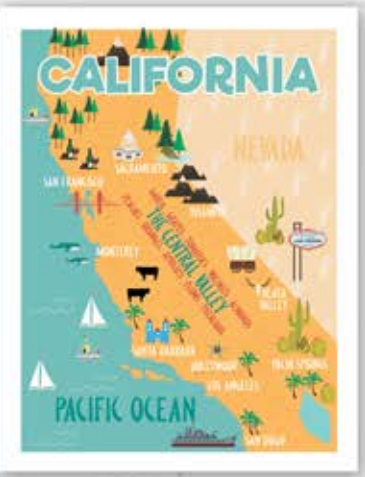 CALIFORNIA
NEVADA
SACRAMENTO
SAN FRANCISCO
YOSEMITE
THE CENTRAL VALLEY
MONTEREY
VALLEY
SANTA BARBARA
HOLLYWOOD
PALM SPRINGS
LOS ANGELES
PACIFIC OCEAN
SAN DIEGO